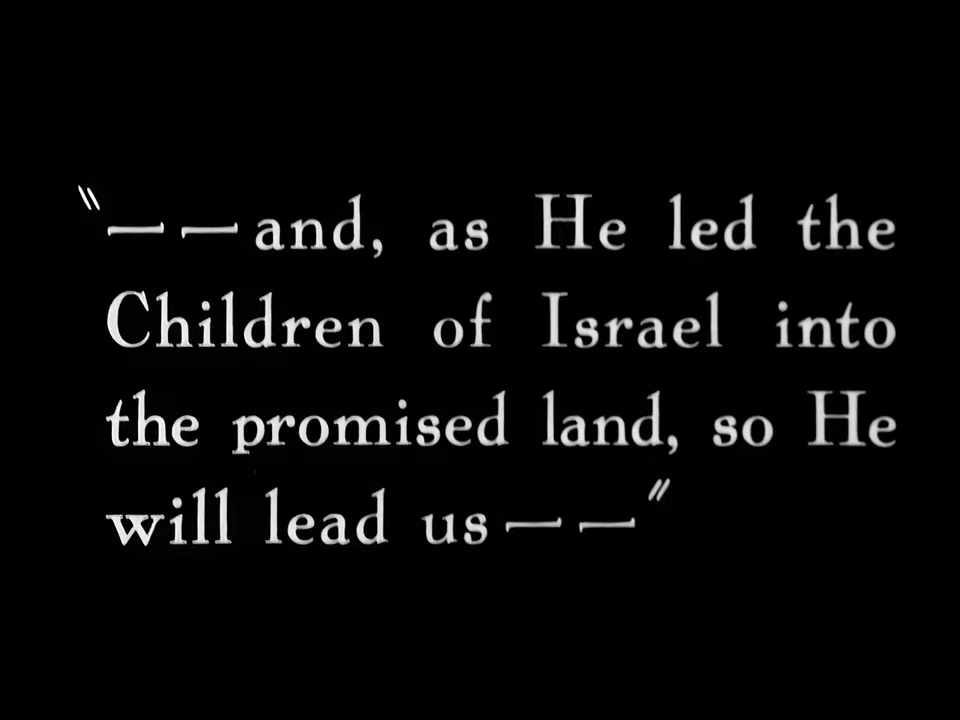 "— — and, as He led the
Children of Israel into
the promised land, so He
will lead us — —"